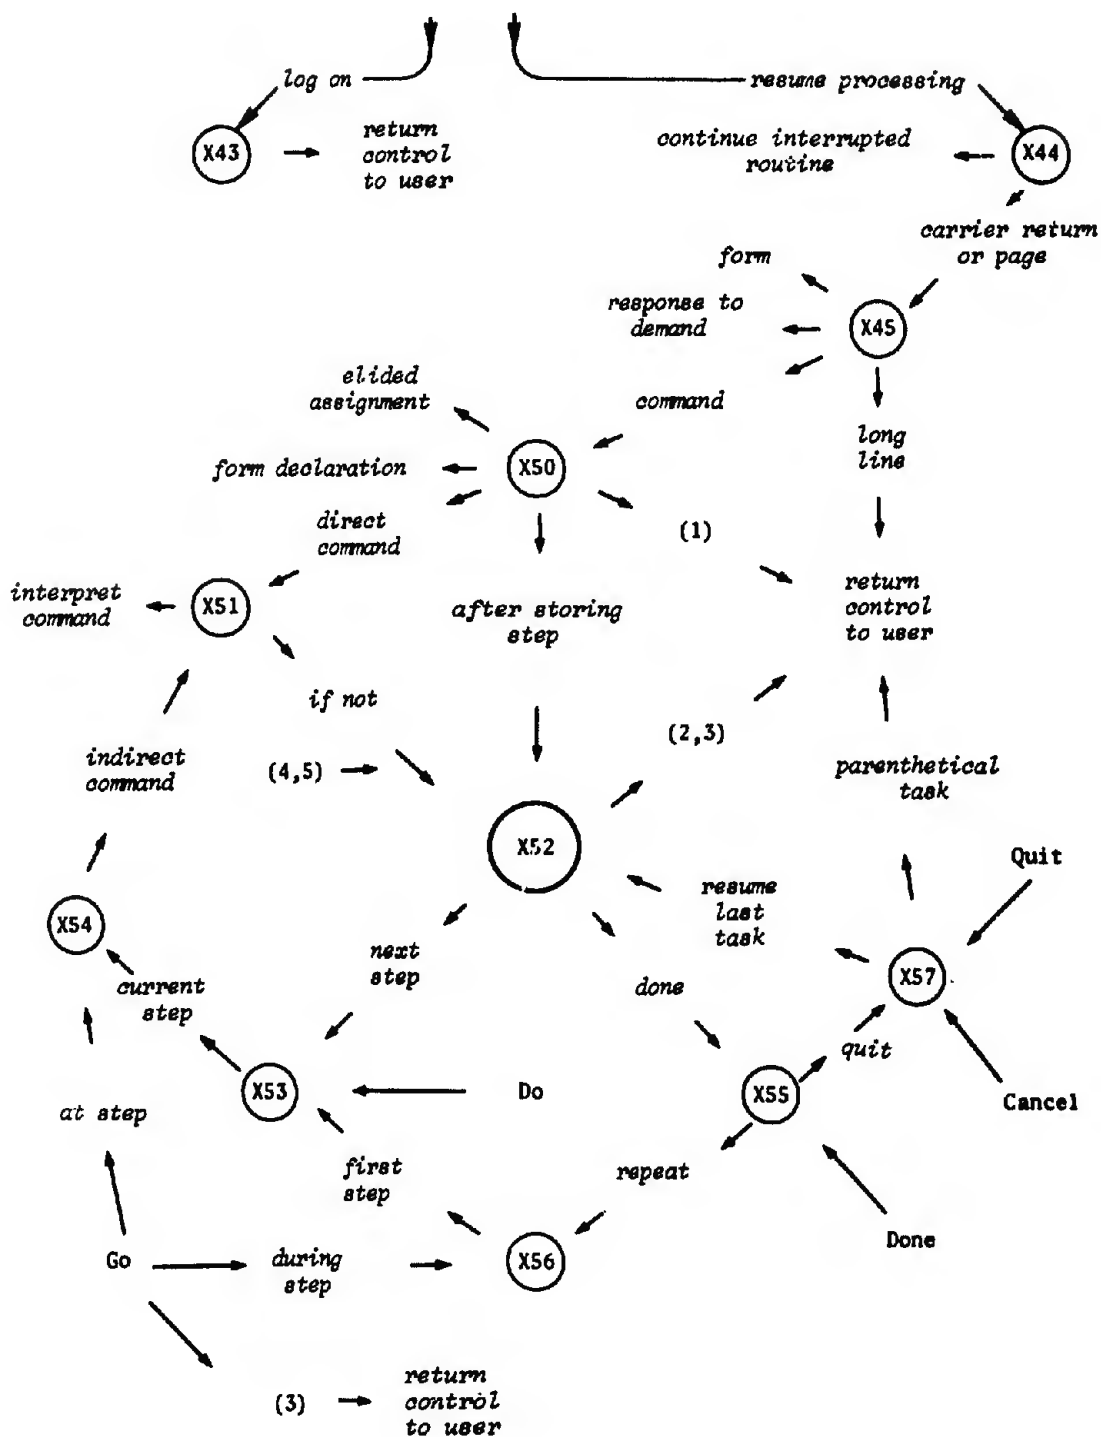 log on
resume processing
X43
return
control
to user
continue interrupted
routine
X44
carrier return
or page
form
response to
demand
X45
elided
assignment
command
long
line
form declaration
X50
(1)
direct
command
return
control
to user
interpret
command
X51
after storing
step
if not
(2,3)
indirect
command
(4,5)
parenthetical
task
X52
Quit
resume
last
task
X54
next
step
X57
current
step
done
quit
X53
Do
X55
Cancel
at step
first
step
repeat
Done
Go
during
step
X56
(3)
return
control
to user